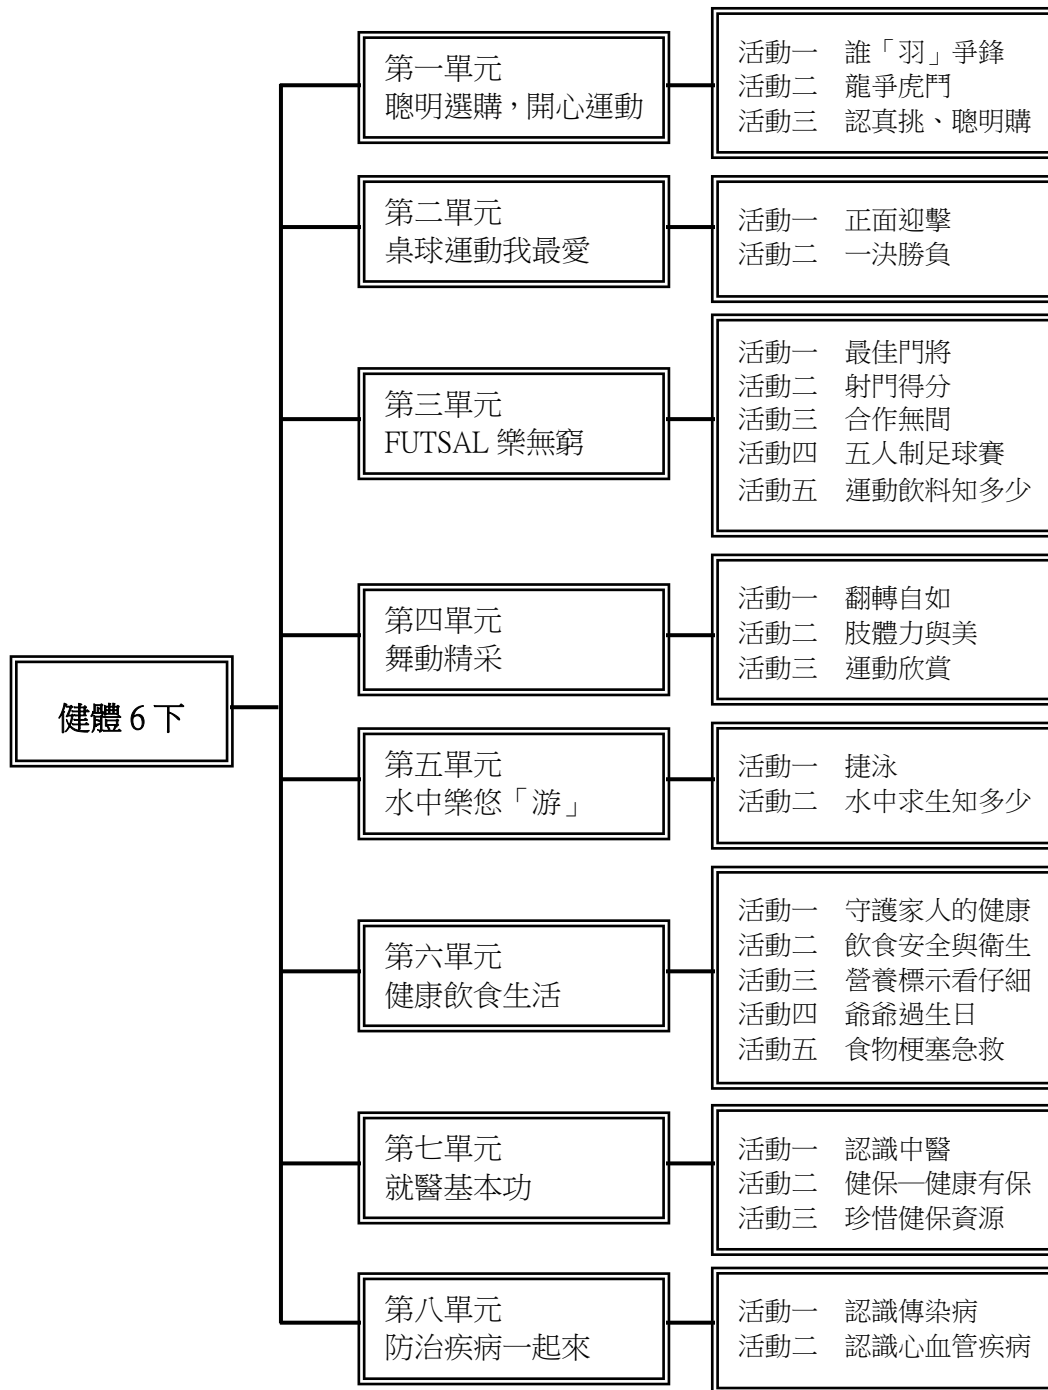 健體6下
第一單元
聰明選購，開心運動
活動一　誰「羽」爭鋒
活動二　龍爭虎鬥
活動三　認真挑、聰明購
第二單元
桌球運動我最愛
活動一　正面迎擊
活動二　一決勝負
第三單元
FUTSAL 樂無窮
活動一　最佳門將
活動二　射門得分
活動三　合作無間
活動四　五人制足球賽
活動五　運動飲料知多少
第四單元
舞動精采
活動一　翻轉自如
活動二　肢體力與美
活動三　運動欣賞
第五單元
水中樂悠「游」
活動一　捷泳
活動二　水中求生知多少
第六單元
健康飲食生活
活動一　守護家人的健康
活動二　飲食安全與衛生
活動三　營養標示看仔細
活動四　爺爺過生日
活動五　食物梗塞急救
第七單元
就醫基本功
活動一　認識中醫
活動二　健保─健康有保
活動三　珍惜健保資源
第八單元
防治疾病一起來
活動一　認識傳染病
活動二　認識心血管疾病